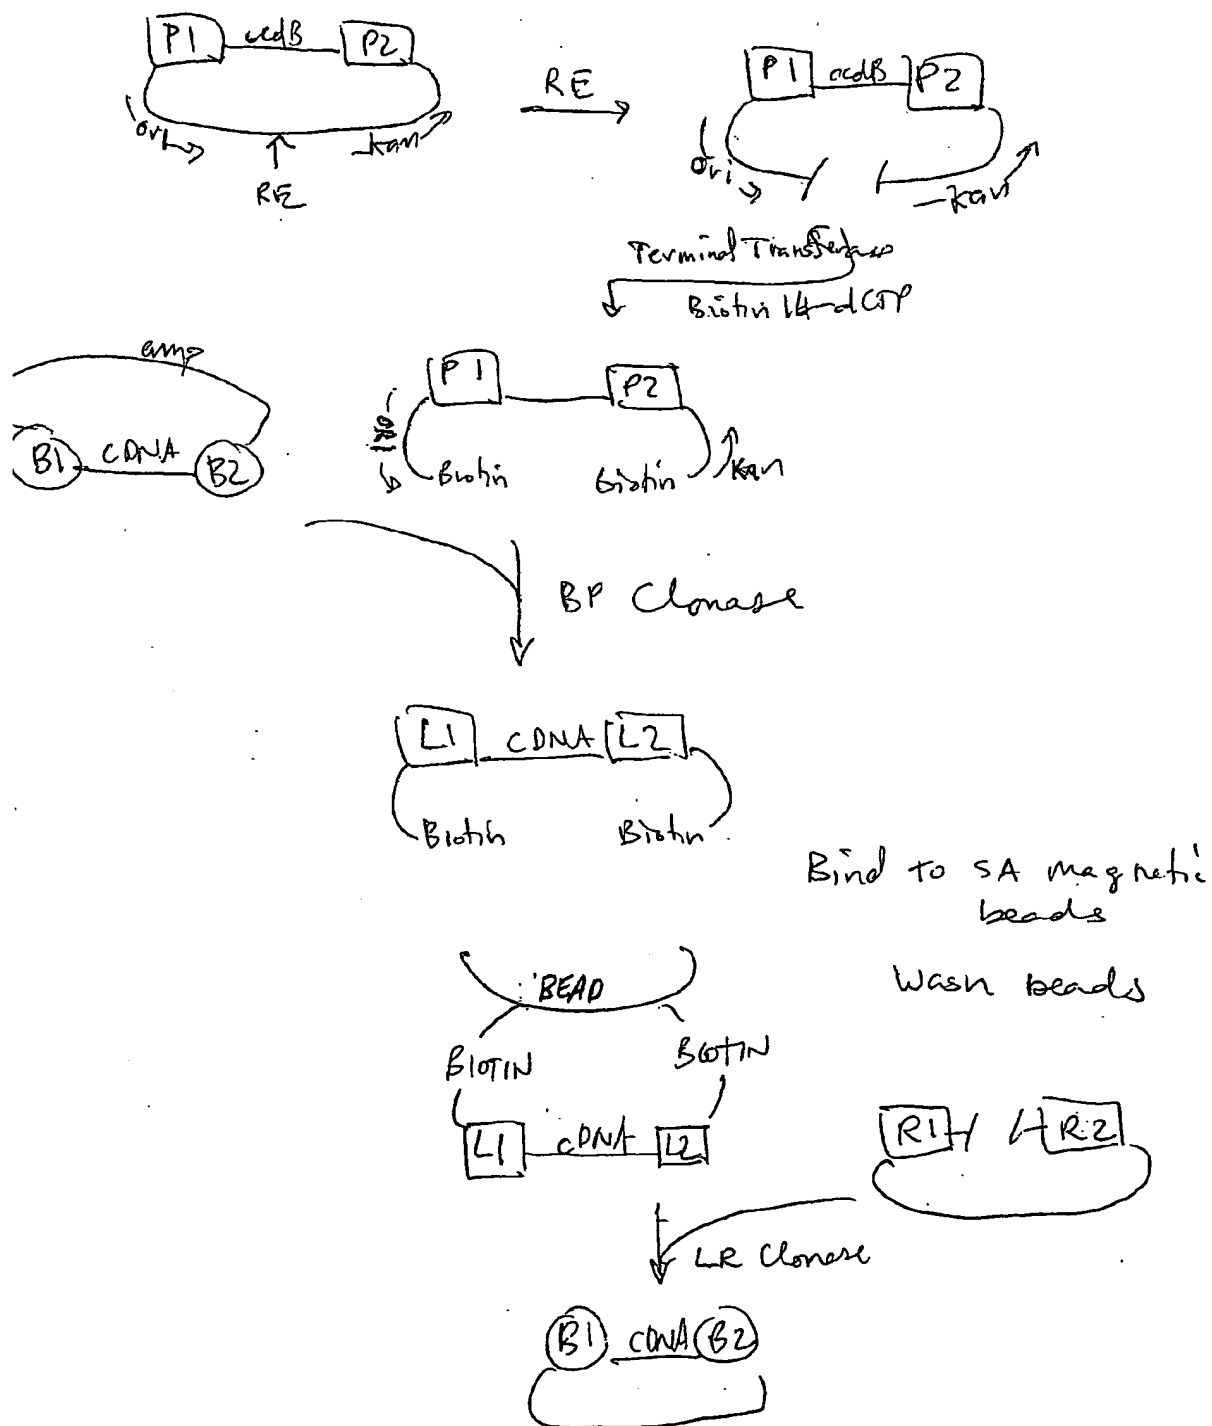 P1 ccdB P2
ori kan
RE
RE
P1 ccdB P2
ori kan
Terminal Transferase
Biotin 14-dCTP
amp
B1 CDNA B2
P1 P2
ORI Biotin Biotin Kan
BP Clonase
L1 CDNA L2
Biotin Biotin
Bind to SA magnetic
beads
Wash beads
BEAD
BIOTIN BIOTIN
L1 cDNA L2
R1 R2
LR Clonase
B1 CDNA B2